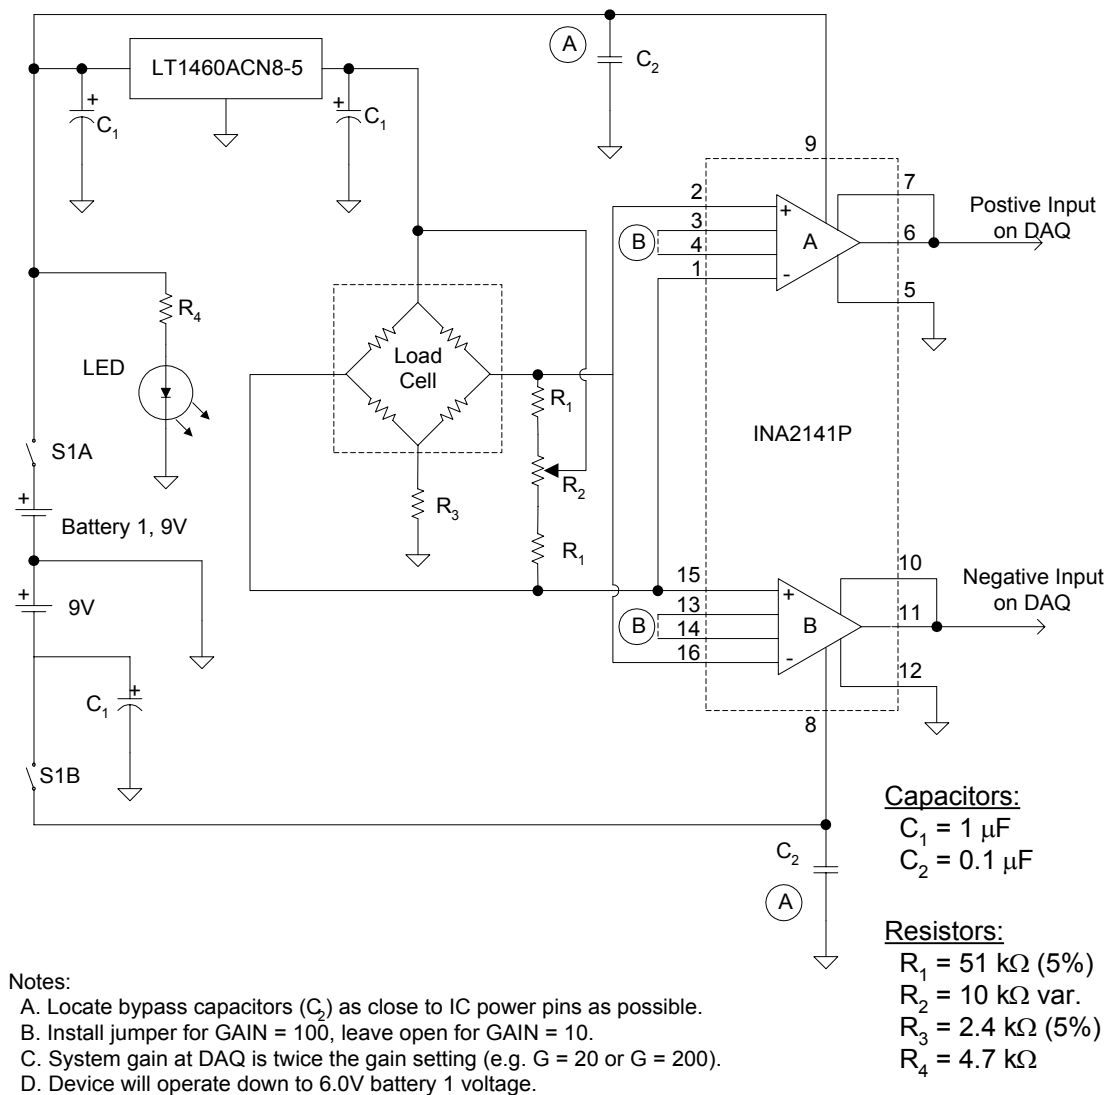 LT1460ACN8-5
A
C₂
+
C₁
+
C₁
9
2
3
4
1
B
+
A
-
7
6
5
Postive Input
on DAQ
R₄
LED
Load
Cell
R₁
R₂
R₃
R₁
INA2141P
S1A
+
Battery 1, 9V
+
9V
+
C₁
S1B
15
13
14
16
B
+
B
-
10
11
12
8
Negative Input
on DAQ
C₂
A
Capacitors:
C₁ = 1 μF
C₂ = 0.1 μF
Resistors:
R₁ = 51 kΩ (5%)
R₂ = 10 kΩ var.
R₃ = 2.4 kΩ (5%)
R₄ = 4.7 kΩ
Notes:
A. Locate bypass capacitors (C₂) as close to IC power pins as possible.
B. Install jumper for GAIN = 100, leave open for GAIN = 10.
C. System gain at DAQ is twice the gain setting (e.g. G = 20 or G = 200).
D. Device will operate down to 6.0V battery 1 voltage.